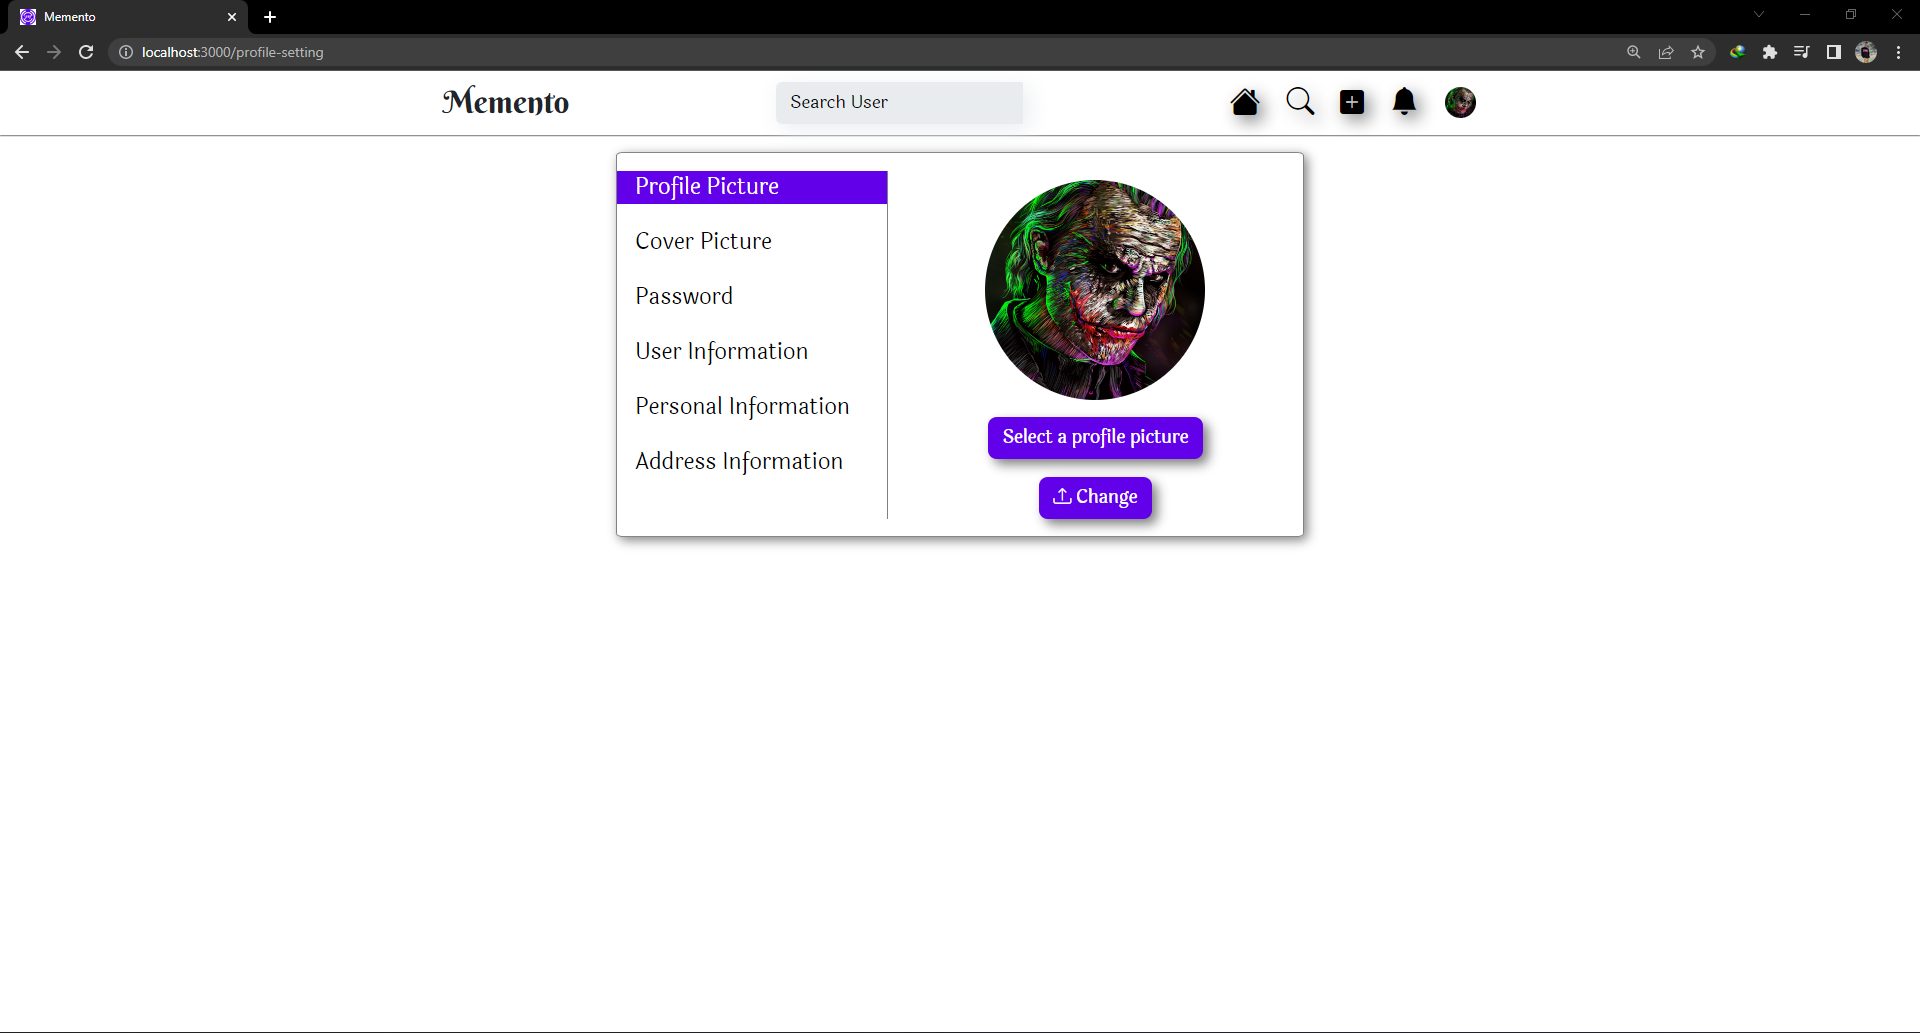 Memento
localhost:3000/profile-setting
Memento
Search User
Profile Picture
Cover Picture
Password
User Information
Personal Information
Address Information
Select a profile picture
Change